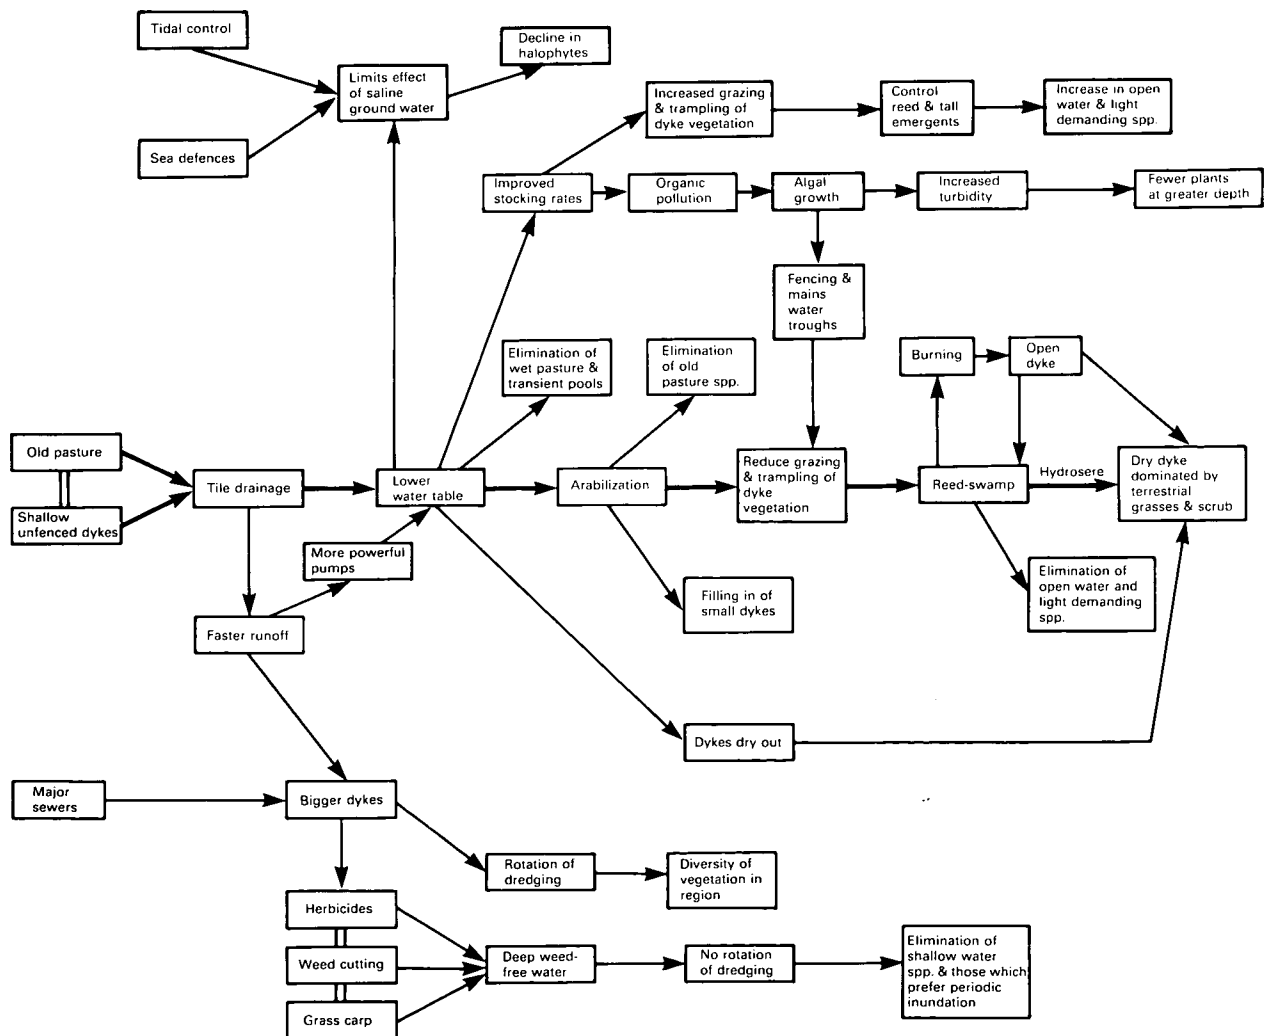 Tidal control
Decline in
halophytes
Limits effect
of saline
ground water
Sea defences
Increased grazing
& trampling of
dyke vegetation
Control
reed & tall
emergents
Increase in open
water & light
demanding spp.
Improved
stocking rates
Organic
pollution
Algal
growth
Increased
turbidity
Fewer plants
at greater depth
Fencing &
mains
water
troughs
Elimination of
wet pasture &
transient pools
Elimination
of old
pasture spp.
Burning
Open
dyke
Old pasture
Shallow
unfenced dykes
Tile drainage
Lower
water table
Arabilization
Reduce grazing
& trampling of
dyke
vegetation
Reed-swamp
Hydrosere
Dry dyke
dominated by
terrestrial
grasses & scrub
More powerful
pumps
Faster runoff
Filling in of
small dykes
Elimination of
open water and
light demanding
spp.
Dykes dry out
Major
sewers
Bigger dykes
Rotation of
dredging
Diversity of
vegetation in
region
Herbicides
Weed cutting
Grass carp
Deep weed-
free water
No rotation
of dredging
Elimination of
shallow water
spp. & those which
prefer periodic
inundation